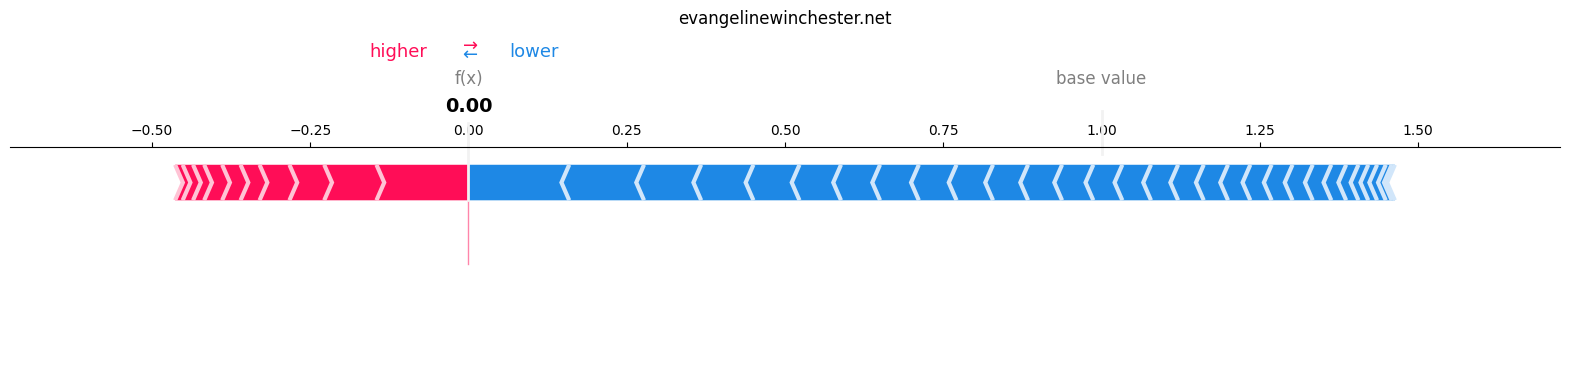 evangelinewinchester.net
higher ⇄ lower
f(x) base value
0.00
−0.50 −0.25 0.00 0.25 0.50 0.75 1.00 1.25 1.50